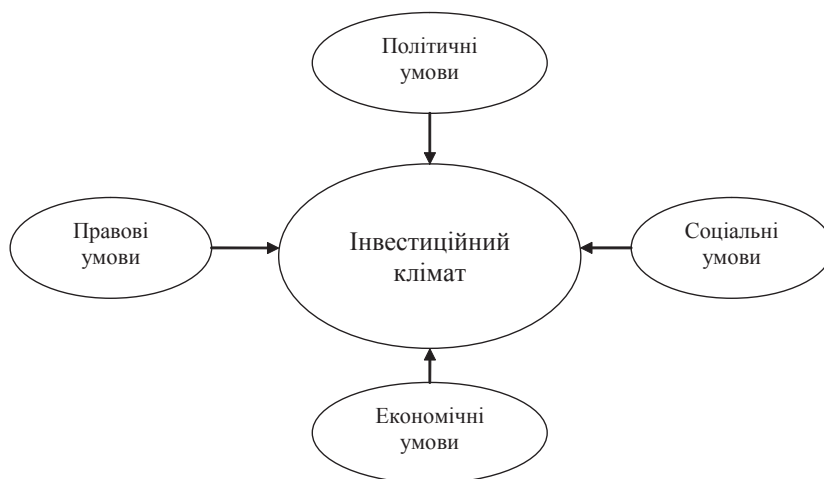 Політичні
умови
Правові
умови
Інвестиційний
клімат
Соціальні
умови
Економічні
умови